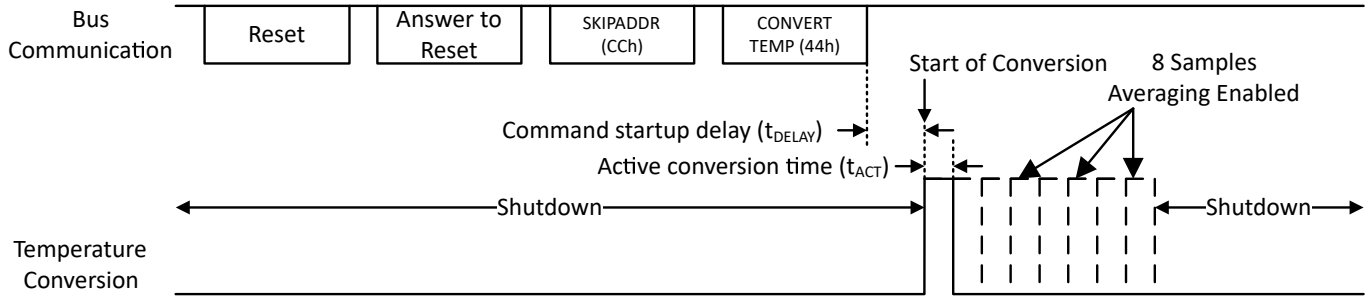 Bus
Communication
Reset
Answer to
Reset
SKIPADDR
(CCh)
CONVERT
TEMP (44h)
Start of Conversion
8 Samples
Averaging Enabled
Command startup delay (tDELAY)
Active conversion time (tACT)
Shutdown
Shutdown
Temperature
Conversion